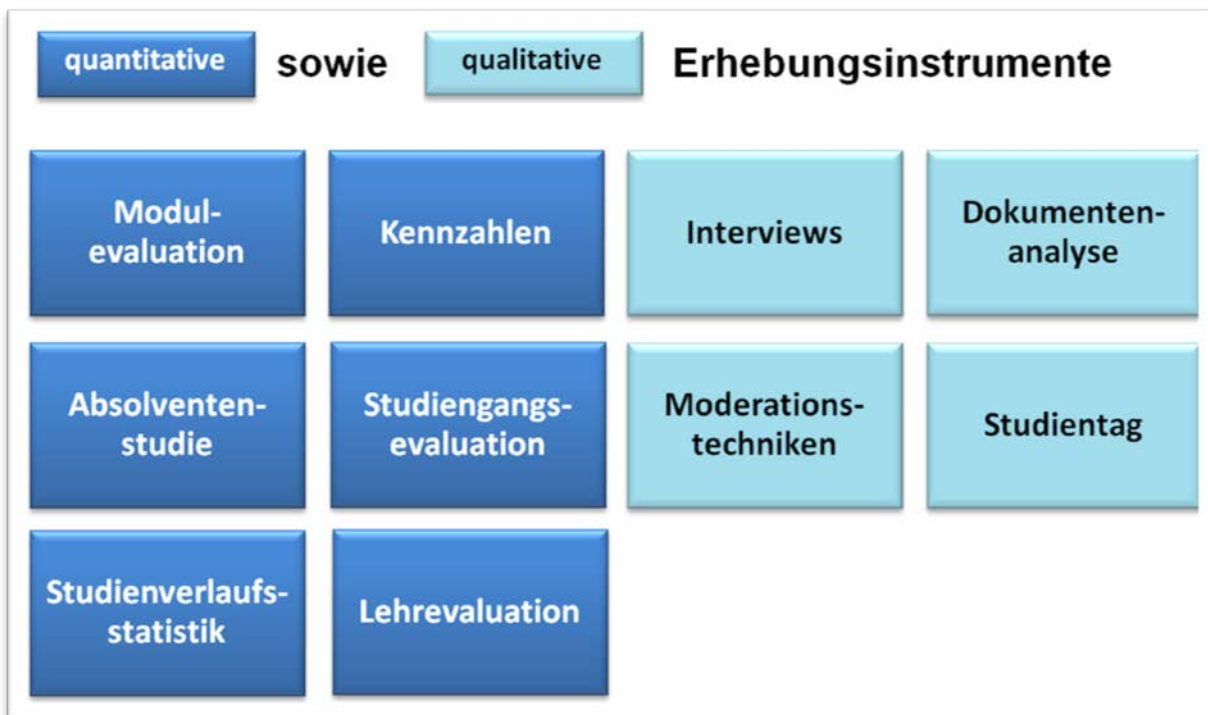 quantitative sowie qualitative Erhebungsinstrumente
Modul-
evaluation
Kennzahlen
Interviews
Dokumenten-
analyse
Absolventen-
studie
Studiengangs-
evaluation
Moderations-
techniken
Studientag
Studienverlaufs-
statistik
Lehrevaluation